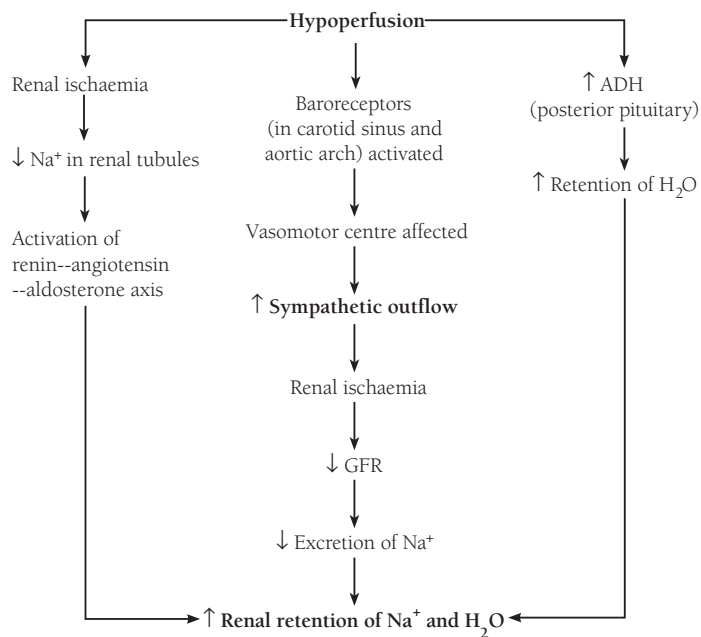 Hypoperfusion
Renal ischaemia
↓ Na⁺ in renal tubules
Activation of
renin--angiotensin
--aldosterone axis
Baroreceptors
(in carotid sinus and
aortic arch) activated
Vasomotor centre affected
↑ Sympathetic outflow
Renal ischaemia
↓ GFR
↓ Excretion of Na⁺
↑ ADH
(posterior pituitary)
↑ Retention of H₂O
↑ Renal retention of Na⁺ and H₂O